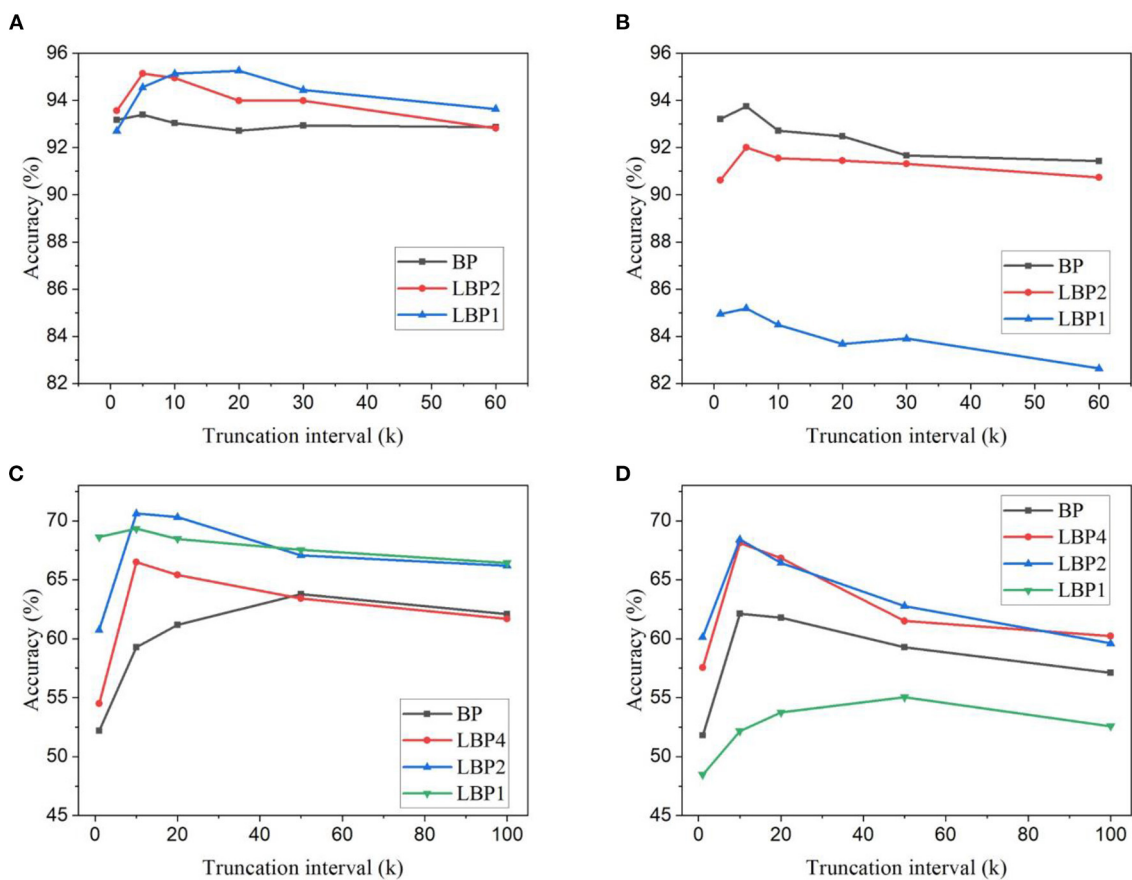 A
96
94
92
90
88
86
84
82
Accuracy (%)
BP
LBP2
LBP1
0 10 20 30 40 50 60
Truncation interval (k)
B
96
94
92
90
88
86
84
82
Accuracy (%)
BP
LBP2
LBP1
0 10 20 30 40 50 60
Truncation interval (k)
C
70
65
60
55
50
45
Accuracy (%)
BP
LBP4
LBP2
LBP1
0 20 40 60 80 100
Truncation interval (k)
D
70
65
60
55
50
45
Accuracy (%)
BP
LBP4
LBP2
LBP1
0 20 40 60 80 100
Truncation interval (k)